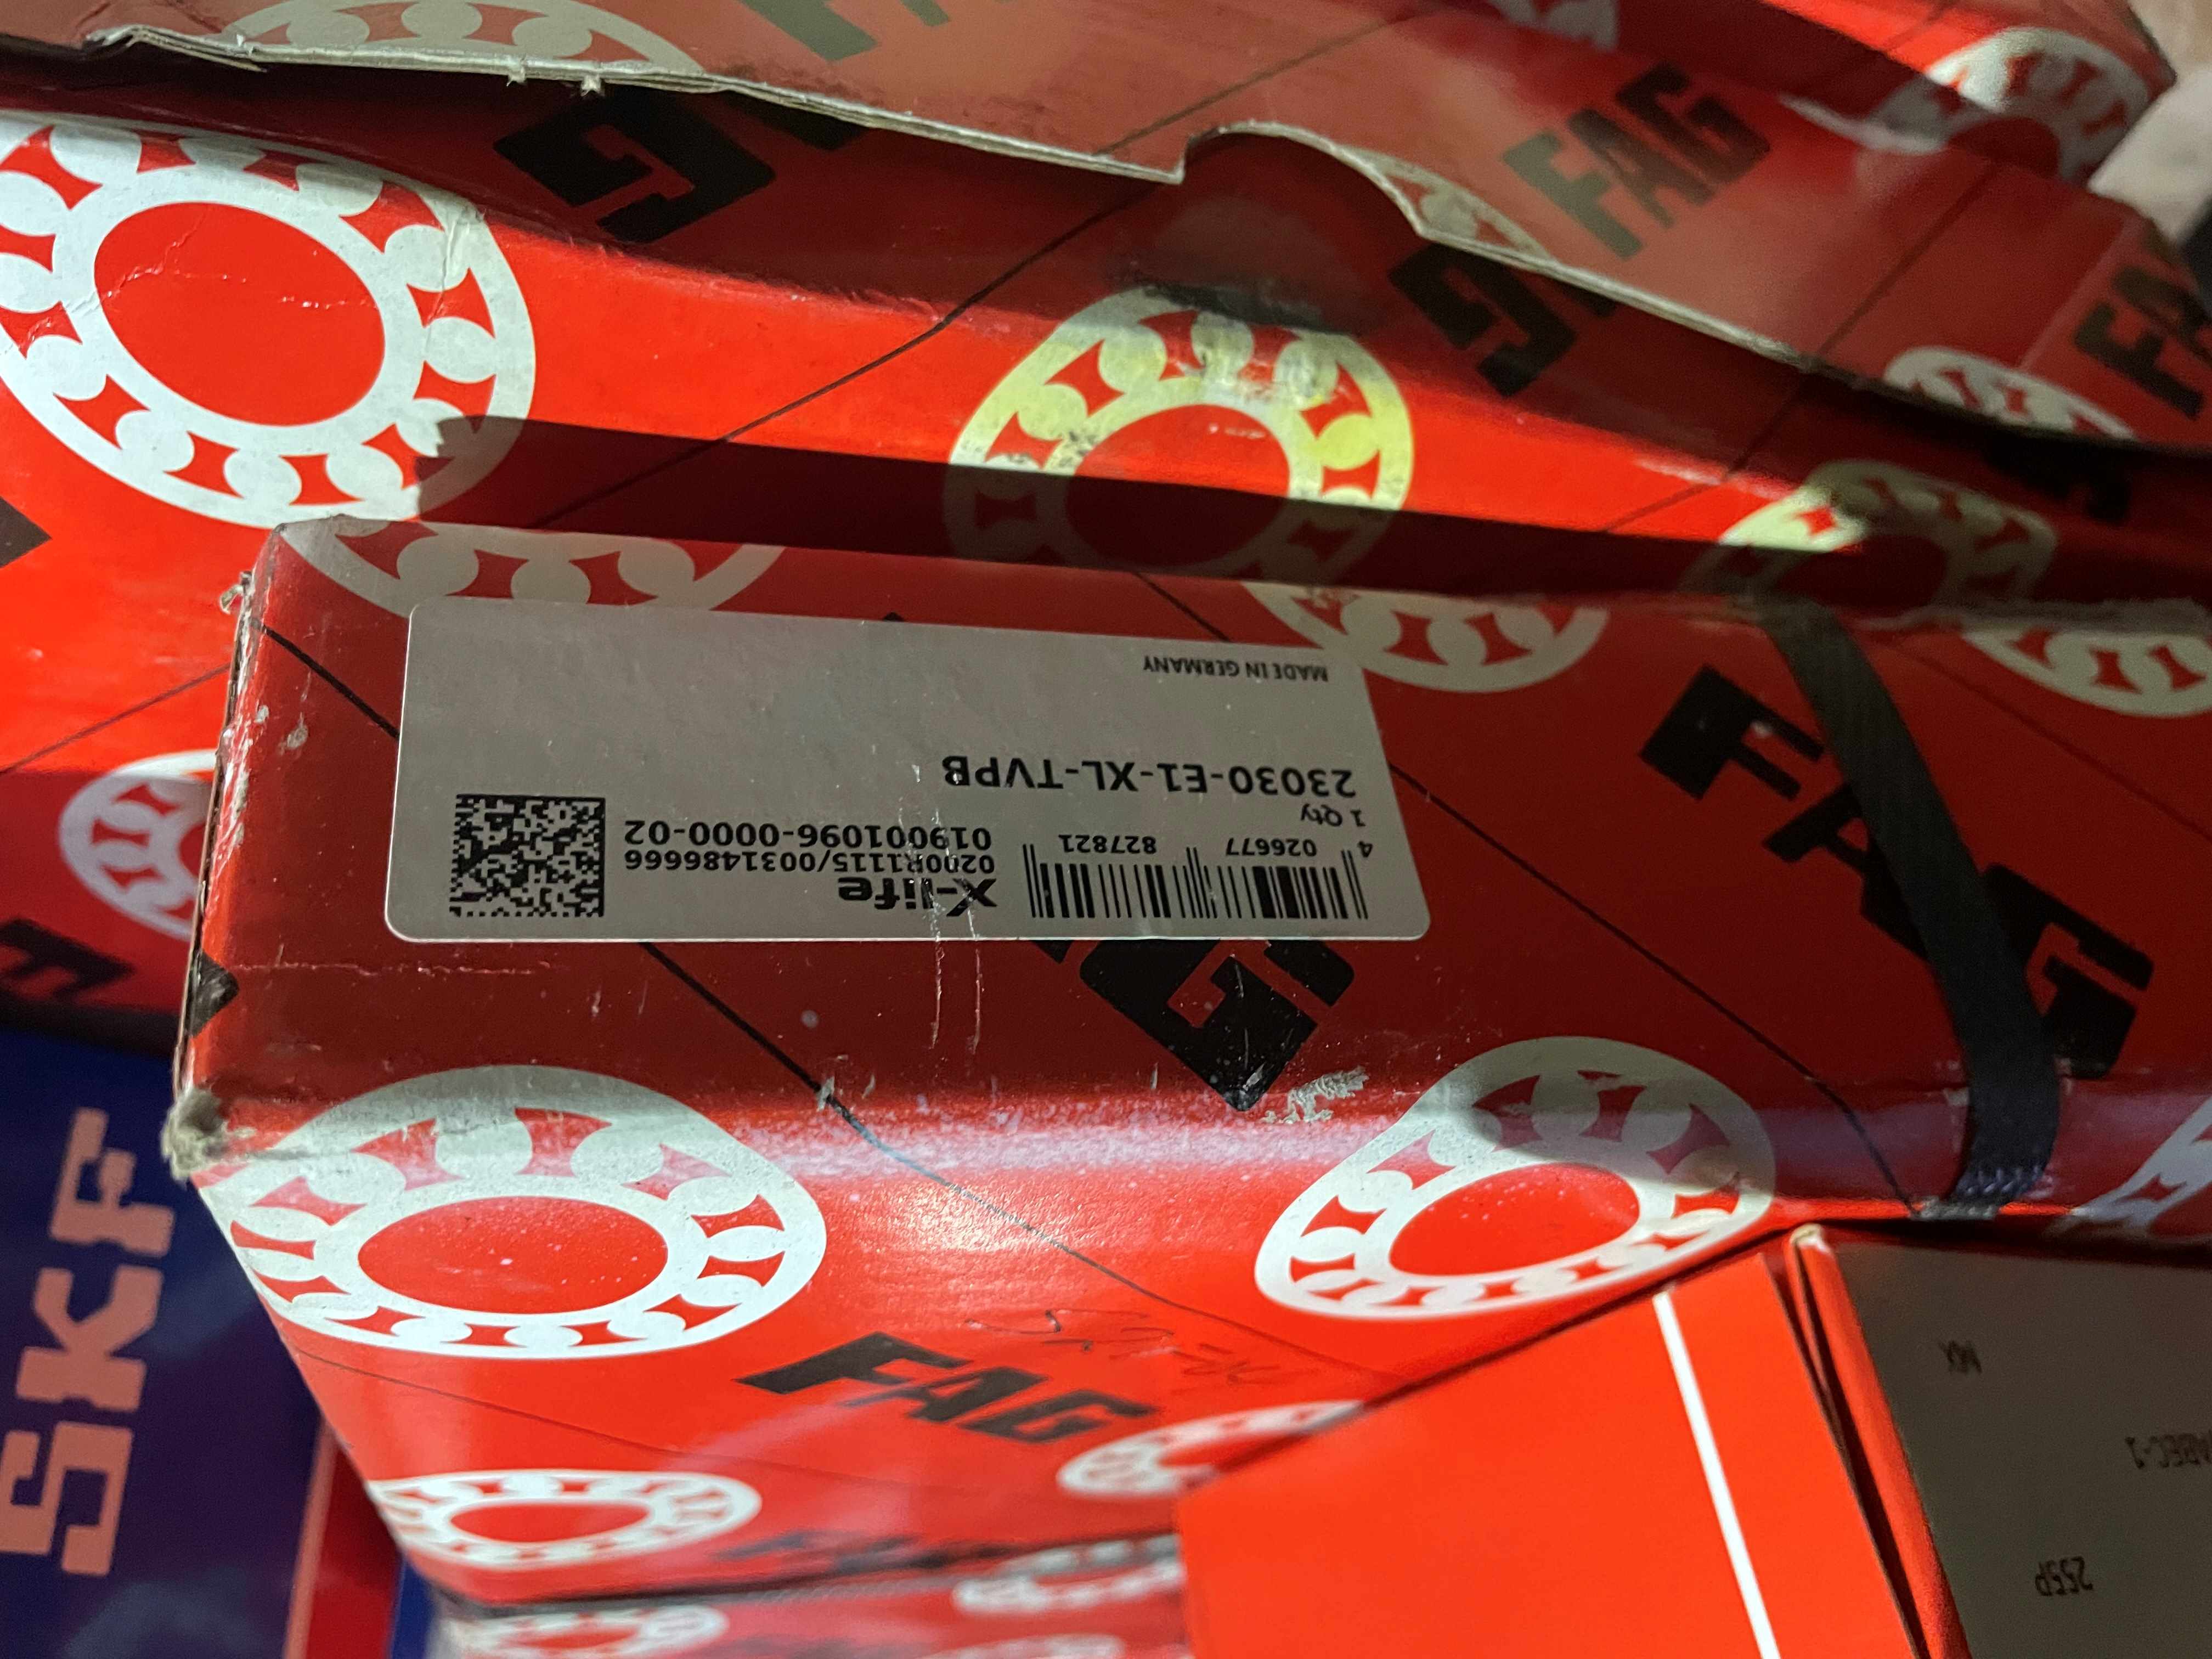 FAG
FAG
X-life
0200R1115/0031486666
019001096-0000-02
4 026677 827821
1 Qty
23030-E1-XL-TVPB
MADE IN GERMANY
FAG
FAG
SKF
255P